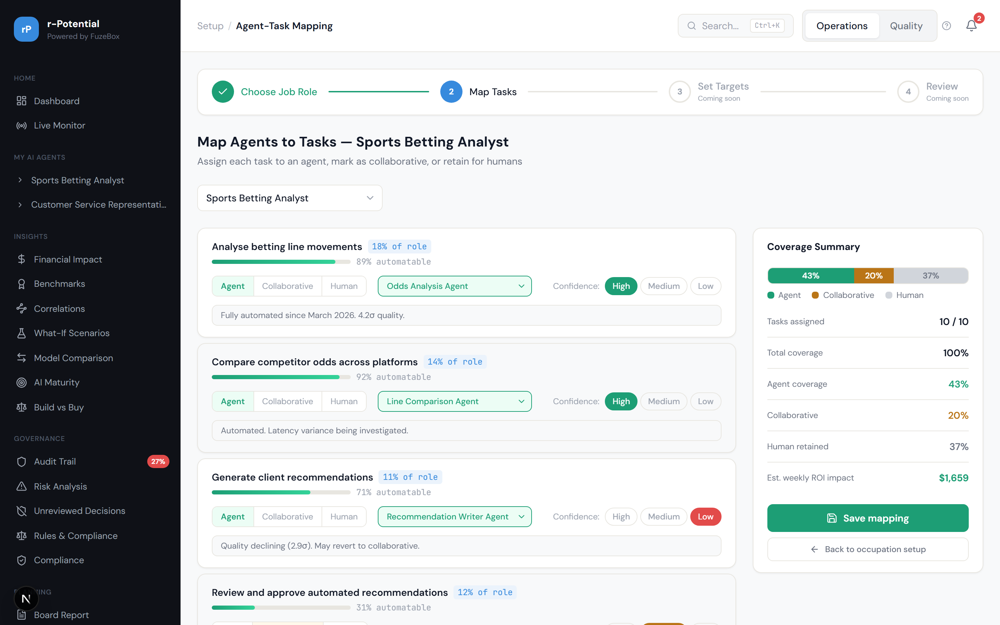 rP
r-Potential
Powered by FuzeBox
HOME
Dashboard
Live Monitor
MY AI AGENTS
Sports Betting Analyst
Customer Service Representati...
INSIGHTS
Financial Impact
Benchmarks
Correlations
What-If Scenarios
Model Comparison
AI Maturity
Build vs Buy
GOVERNANCE
Audit Trail
27%
Risk Analysis
Unreviewed Decisions
Rules & Compliance
Compliance
N
Board Report
Setup / Agent-Task Mapping
Search...
Ctrl+K
Operations
Quality
2
Choose Job Role
2
Map Tasks
3
Set Targets
Coming soon
4
Review
Coming soon
Map Agents to Tasks — Sports Betting Analyst
Assign each task to an agent, mark as collaborative, or retain for humans
Sports Betting Analyst
Analyse betting line movements 18% of role
89% automatable
Agent Collaborative Human
Odds Analysis Agent
Confidence: High Medium Low
Fully automated since March 2026. 4.2σ quality.
Compare competitor odds across platforms 14% of role
92% automatable
Agent Collaborative Human
Line Comparison Agent
Confidence: High Medium Low
Automated. Latency variance being investigated.
Generate client recommendations 11% of role
71% automatable
Agent Collaborative Human
Recommendation Writer Agent
Confidence: High Medium Low
Quality declining (2.9σ). May revert to collaborative.
Review and approve automated recommendations 12% of role
31% automatable
Coverage Summary
43% 20% 37%
Agent Collaborative Human
Tasks assigned 10 / 10
Total coverage 100%
Agent coverage 43%
Collaborative 20%
Human retained 37%
Est. weekly ROI impact $1,659
Save mapping
Back to occupation setup